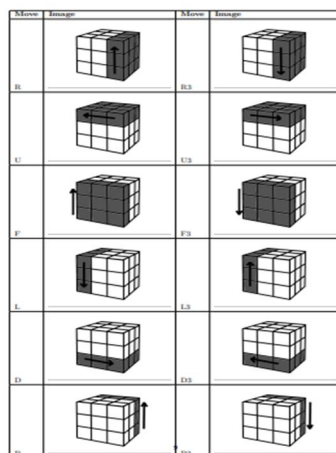 Move Image Move Image
R R3
U U3
F F3
L L3
D D3